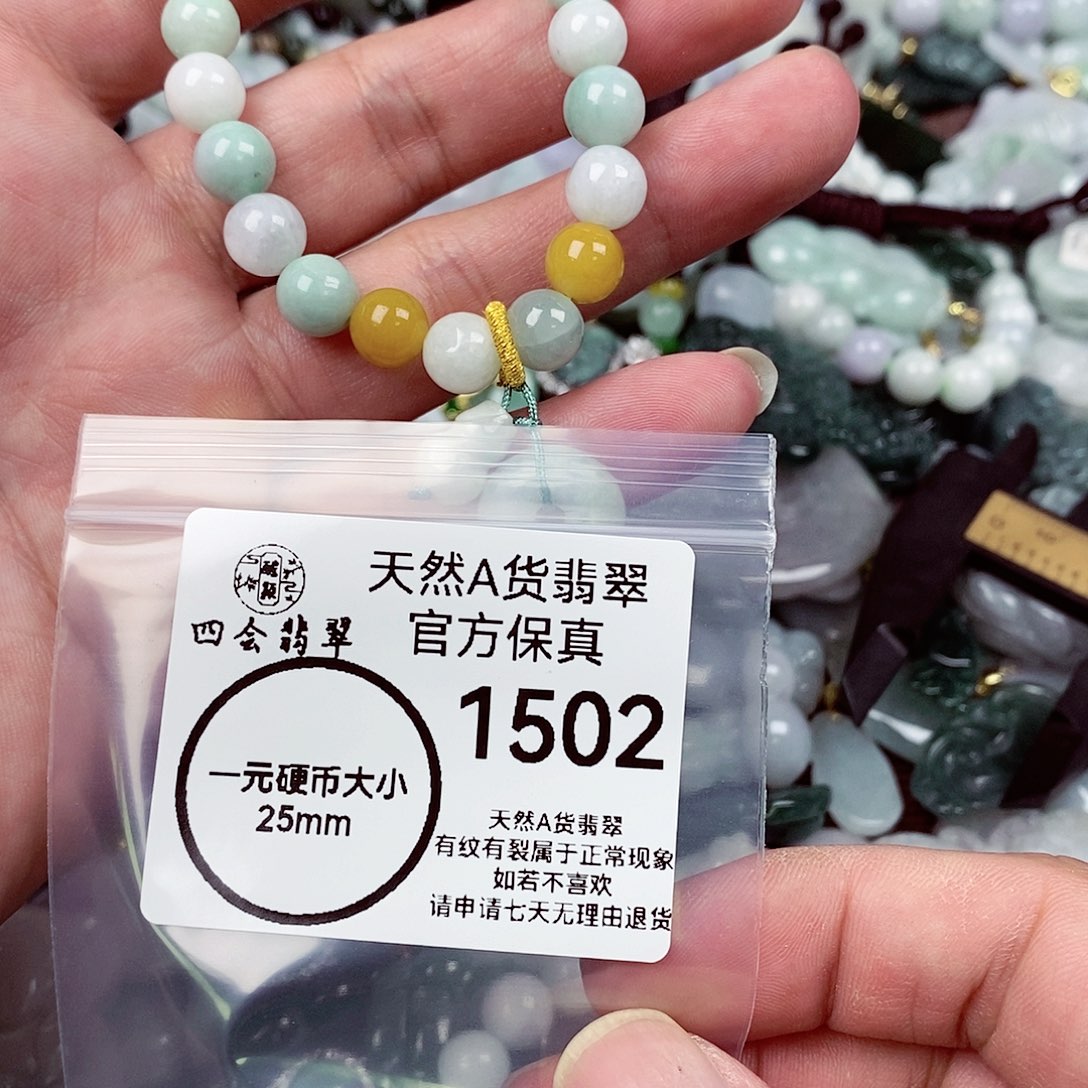 四会翡翠
天然A货翡翠
官方保真
1502
一元硬币大小
25mm
天然A货翡翠
有纹有裂属于正常现象
如若不喜欢
请申请七天无理由退货